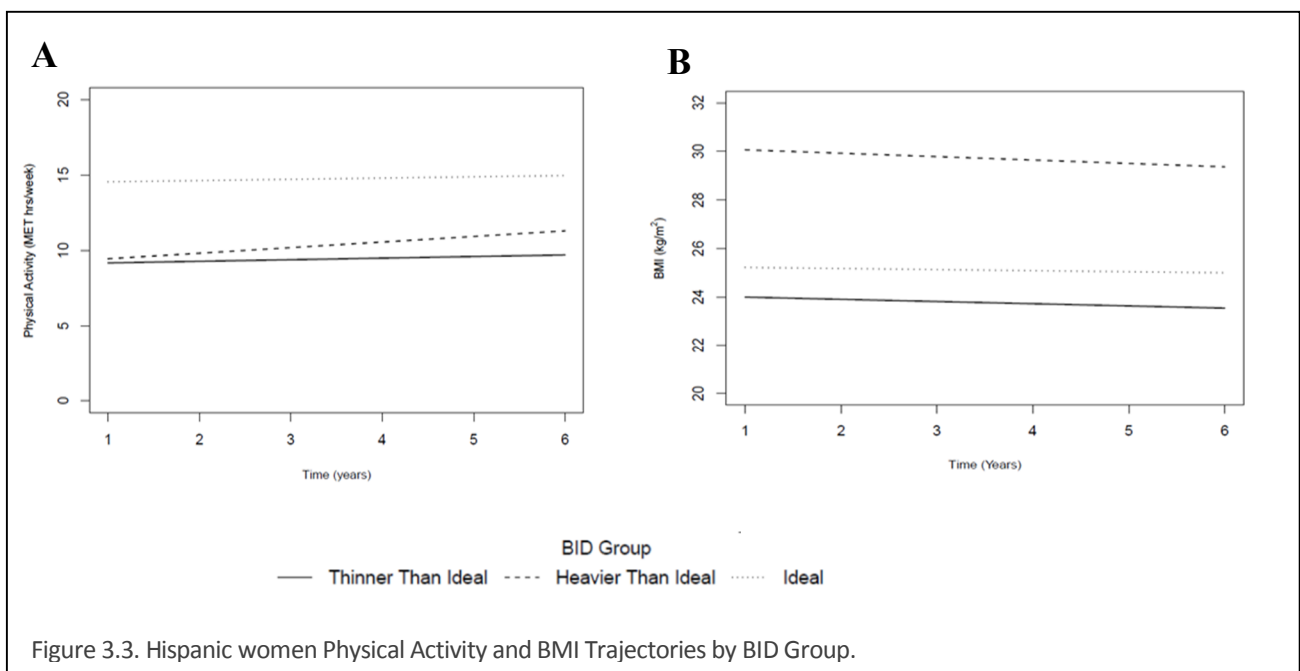 A
B
Physical Activity (MET hrs/week)
20
15
10
5
0
1 2 3 4 5 6
Time (years)
BMI (kg/m²)
32
30
28
26
24
22
20
1 2 3 4 5 6
Time (Years)
BID Group
Thinner Than Ideal Heavier Than Ideal Ideal
Figure 3.3. Hispanic women Physical Activity and BMI Trajectories by BID Group.